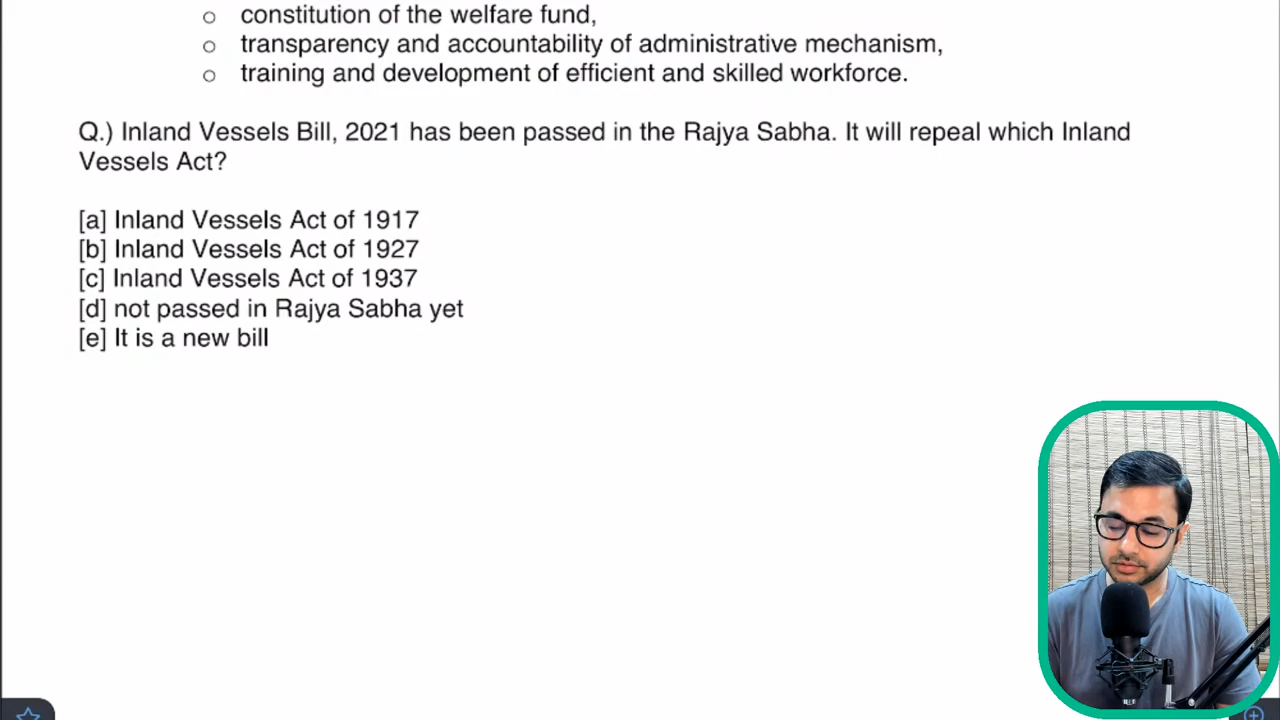 ○ constitution of the welfare fund,
○ transparency and accountability of administrative mechanism,
○ training and development of efficient and skilled workforce.
Q.) Inland Vessels Bill, 2021 has been passed in the Rajya Sabha. It will repeal which Inland
Vessels Act?
[a] Inland Vessels Act of 1917
[b] Inland Vessels Act of 1927
[c] Inland Vessels Act of 1937
[d] not passed in Rajya Sabha yet
[e] It is a new bill